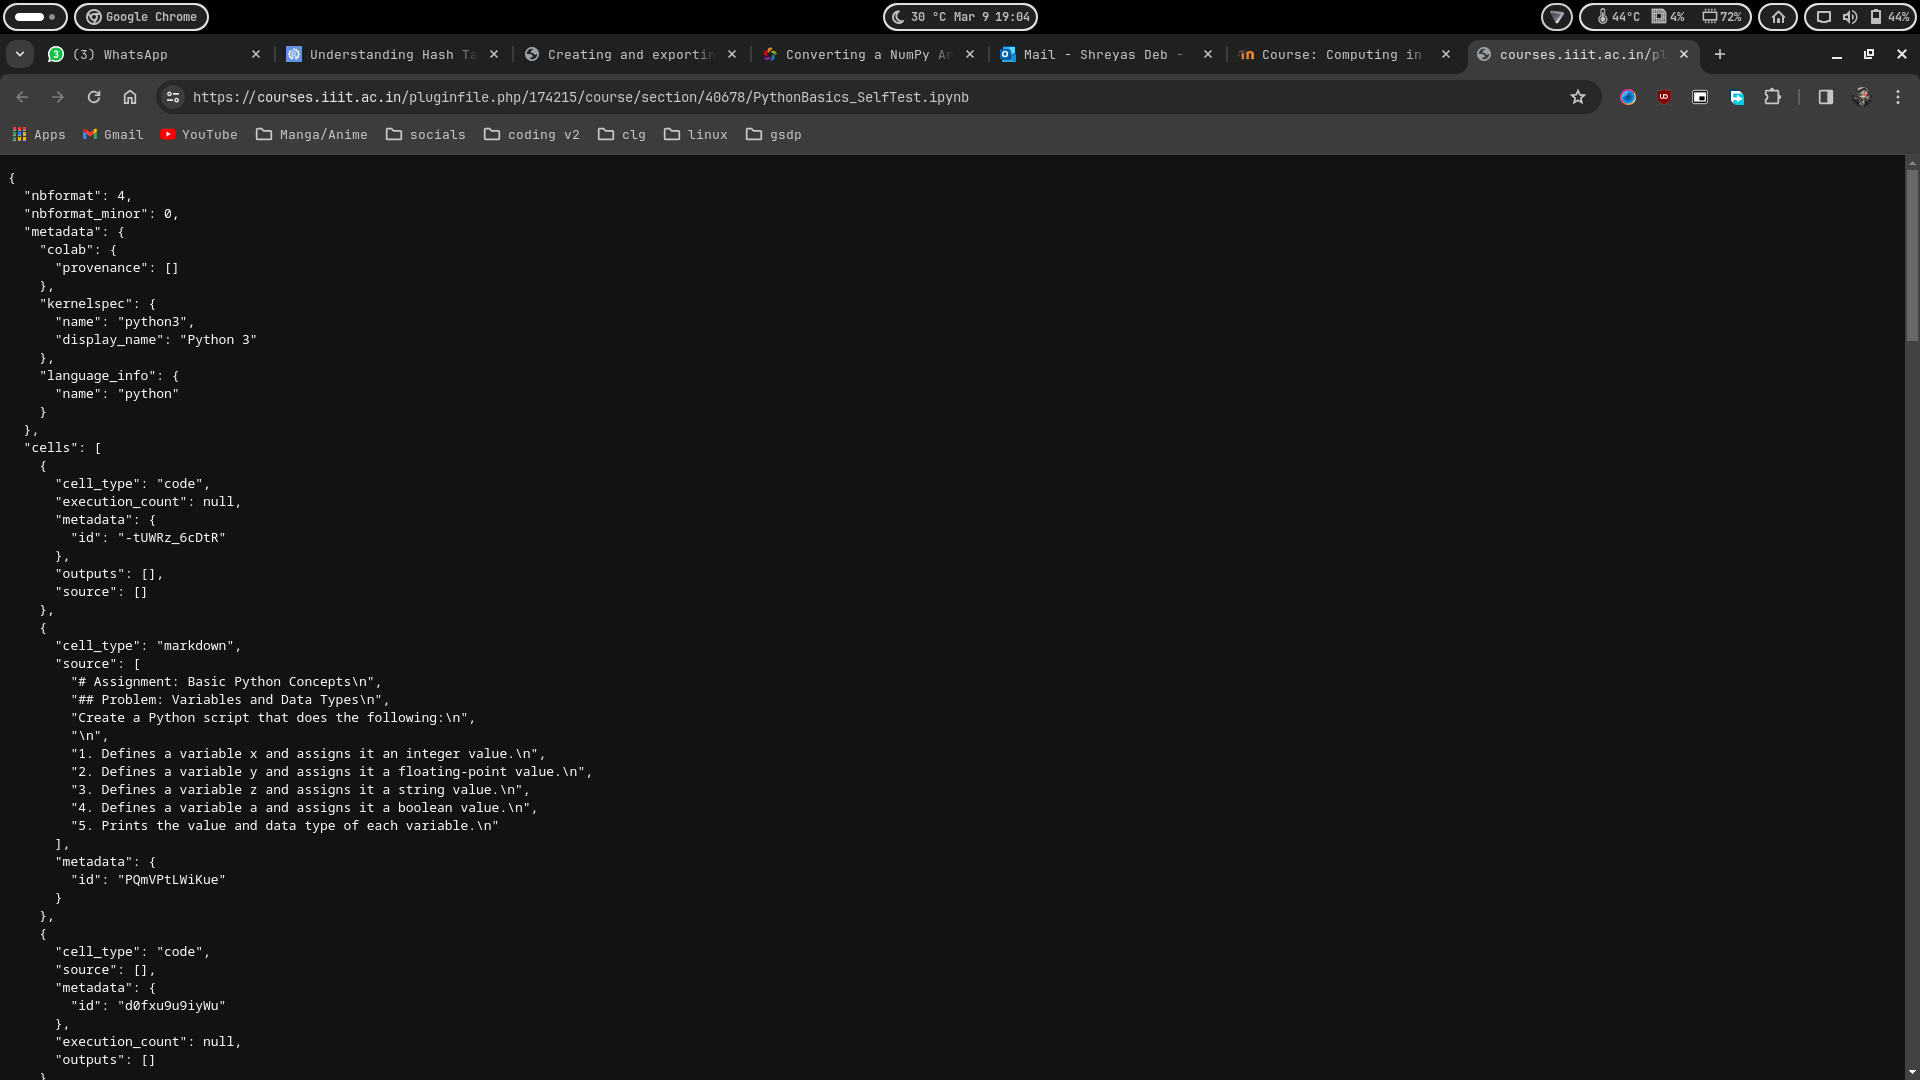 Google Chrome
30 °C Mar 9 19:04
44°C
4%
72%
44%
(3) WhatsApp
Understanding Hash Ta
Creating and exportin
Converting a NumPy Ar
Mail - Shreyas Deb -
Course: Computing in
courses.iiit.ac.in/pl
https://courses.iiit.ac.in/pluginfile.php/174215/course/section/40678/PythonBasics_SelfTest.ipynb
Apps
Gmail
YouTube
Manga/Anime
socials
coding v2
clg
linux
gsdp
{
  "nbformat": 4,
  "nbformat_minor": 0,
  "metadata": {
    "colab": {
      "provenance": []
    },
    "kernelspec": {
      "name": "python3",
      "display_name": "Python 3"
    },
    "language_info": {
      "name": "python"
    }
  },
  "cells": [
    {
      "cell_type": "code",
      "execution_count": null,
      "metadata": {
        "id": "-tUWRz_6cDtR"
      },
      "outputs": [],
      "source": []
    },
    {
      "cell_type": "markdown",
      "source": [
        "# Assignment: Basic Python Concepts\n",
        "## Problem: Variables and Data Types\n",
        "Create a Python script that does the following:\n",
        "\n",
        "1. Defines a variable x and assigns it an integer value.\n",
        "2. Defines a variable y and assigns it a floating-point value.\n",
        "3. Defines a variable z and assigns it a string value.\n",
        "4. Defines a variable a and assigns it a boolean value.\n",
        "5. Prints the value and data type of each variable.\n"
      ],
      "metadata": {
        "id": "PQmVPtLWiKue"
      }
    },
    {
      "cell_type": "code",
      "source": [],
      "metadata": {
        "id": "d0fxu9u9iyWu"
      },
      "execution_count": null,
      "outputs": []
    }